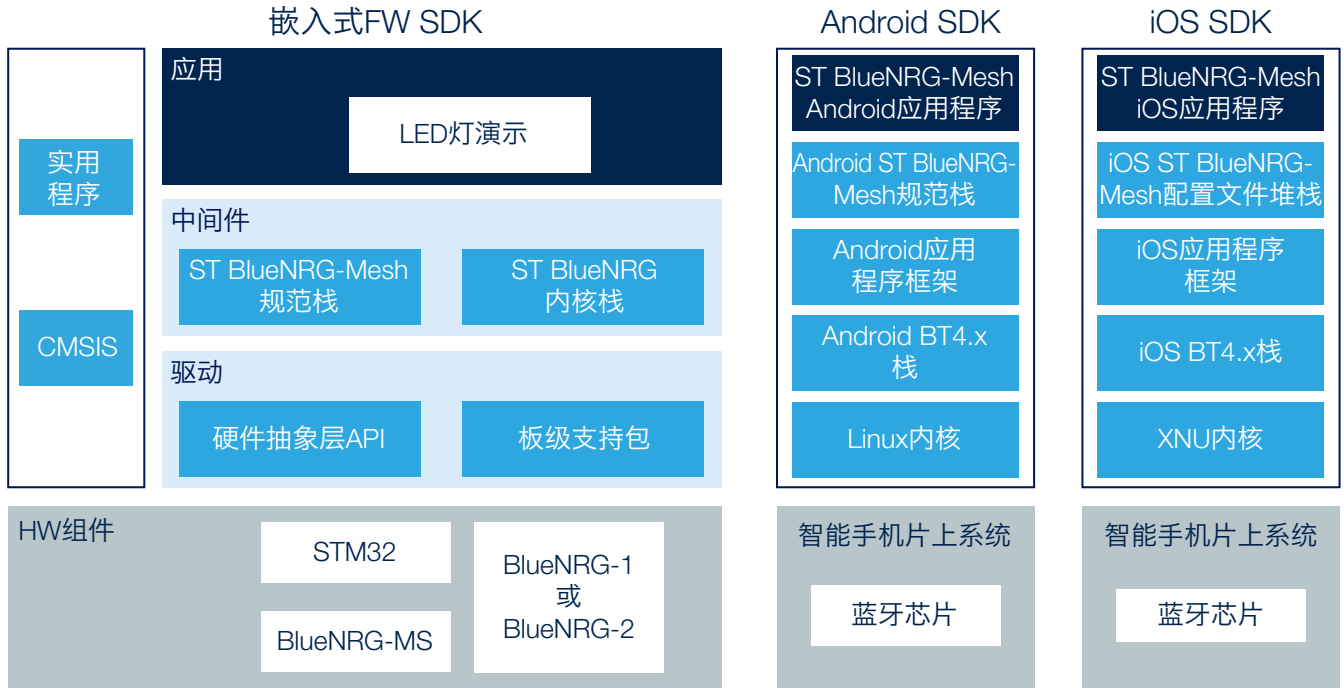 嵌入式FW SDK
实用
程序
CMSIS
应用
LED灯演示
中间件
ST BlueNRG-Mesh
规范栈
ST BlueNRG
内核栈
驱动
硬件抽象层API
板级支持包
HW组件
STM32
BlueNRG-MS
BlueNRG-1
或
BlueNRG-2
Android SDK
ST BlueNRG-Mesh
Android应用程序
Android ST BlueNRG-
Mesh规范栈
Android应用
程序框架
Android BT4.x
栈
Linux内核
智能手机片上系统
蓝牙芯片
iOS SDK
ST BlueNRG-Mesh
iOS应用程序
iOS ST BlueNRG-
Mesh配置文件堆栈
iOS应用程序
框架
iOS BT4.x栈
XNU内核
智能手机片上系统
蓝牙芯片